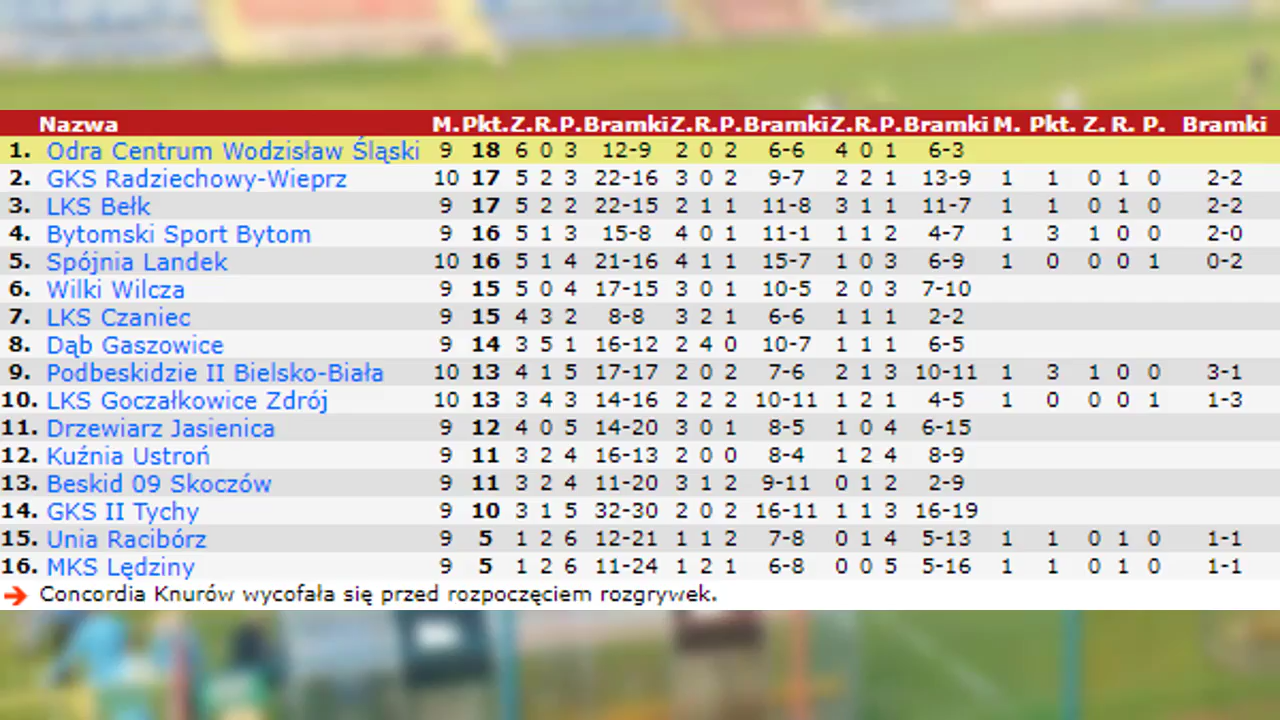 Nazwa M. Pkt. Z. R. P. Bramki Z. R. P. Bramki Z. R. P. Bramki M. Pkt. Z. R. P. Bramki
1. Odra Centrum Wodzisław Śląski 9 18 6 0 3 12-9 2 0 2 6-6 4 0 1 6-3
2. GKS Radziechowy-Wieprz 10 17 5 2 3 22-16 3 0 2 9-7 2 2 1 13-9 1 1 0 1 0 2-2
3. LKS Bełk 9 17 5 2 2 22-15 2 1 1 11-8 3 1 1 11-7 1 1 0 1 0 2-2
4. Bytomski Sport Bytom 9 16 5 1 3 15-8 4 0 1 11-1 1 1 2 4-7 1 3 1 0 0 2-0
5. Spójnia Landek 10 16 5 1 4 21-16 4 1 1 15-7 1 0 3 6-9 1 0 0 0 1 0-2
6. Wilki Wilcza 9 15 5 0 4 17-15 3 0 1 10-5 2 0 3 7-10
7. LKS Czaniec 9 15 4 3 2 8-8 3 2 1 6-6 1 1 1 2-2
8. Dąb Gaszowice 9 14 3 5 1 16-12 2 4 0 10-7 1 1 1 6-5
9. Podbeskidzie II Bielsko-Biała 10 13 4 1 5 17-17 2 0 2 7-6 2 1 3 10-11 1 3 1 0 0 3-1
10. LKS Goczałkowice Zdrój 10 13 3 4 3 14-16 2 2 2 10-11 1 2 1 4-5 1 0 0 0 1 1-3
11. Drzewiarz Jasienica 9 12 4 0 5 14-20 3 0 1 8-5 1 0 4 6-15
12. Kuźnia Ustroń 9 11 3 2 4 16-13 2 0 0 8-4 1 2 4 8-9
13. Beskid 09 Skoczów 9 11 3 2 4 11-20 3 1 2 9-11 0 1 2 2-9
14. GKS II Tychy 9 10 3 1 5 32-30 2 0 2 16-11 1 1 3 16-19
15. Unia Racibórz 9 5 1 2 6 12-21 1 1 2 7-8 0 1 4 5-13 1 1 0 1 0 1-1
16. MKS Lędziny 9 5 1 2 6 11-24 1 2 1 6-8 0 0 5 5-16 1 1 0 1 0 1-1
Concordia Knurów wycofała się przed rozpoczęciem rozgrywek.